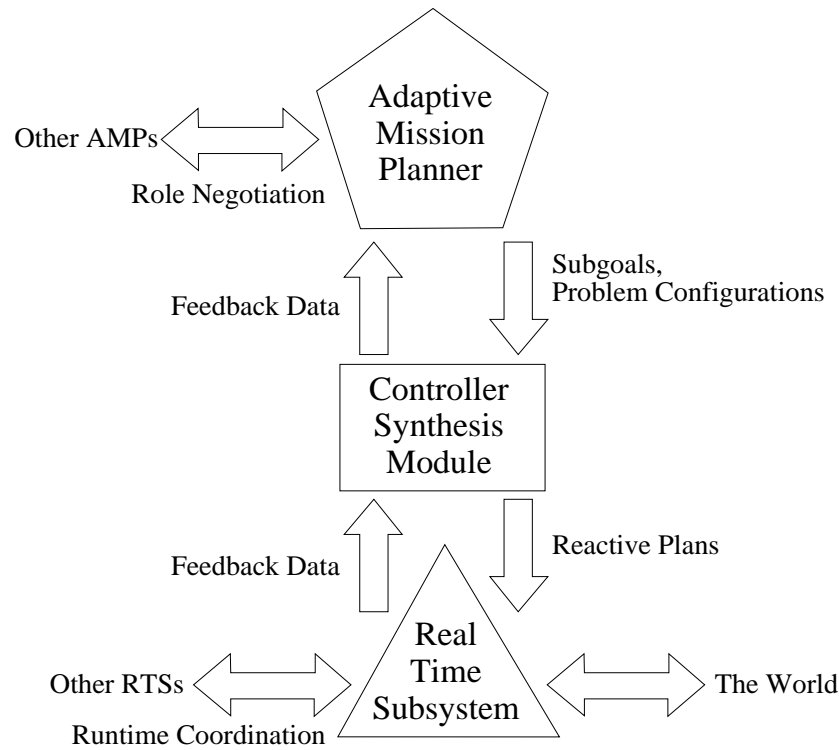 Adaptive
Mission
Planner
Other AMPs
Role Negotiation
Subgoals,
Problem Configurations
Feedback Data
Controller
Synthesis
Module
Feedback Data
Reactive Plans
Real
Time
Subsystem
Other RTSs
Runtime Coordination
The World